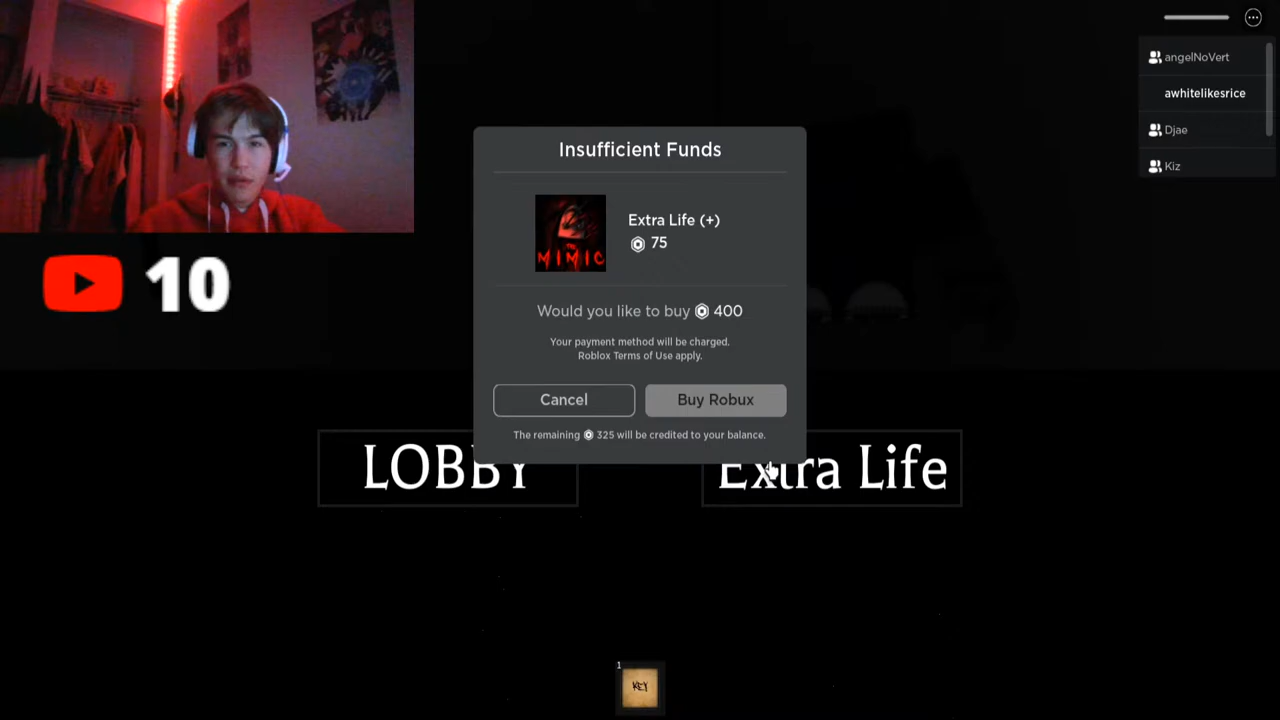 angelNoVert
awhitelikesrice
Djae
Kiz
Insufficient Funds
Extra Life (+)
75
MIMIC
Would you like to buy 400
Your payment method will be charged.
Roblox Terms of Use apply.
Cancel
Buy Robux
The remaining 325 will be credited to your balance.
10
LOBBY
Extra Life
1
KEY